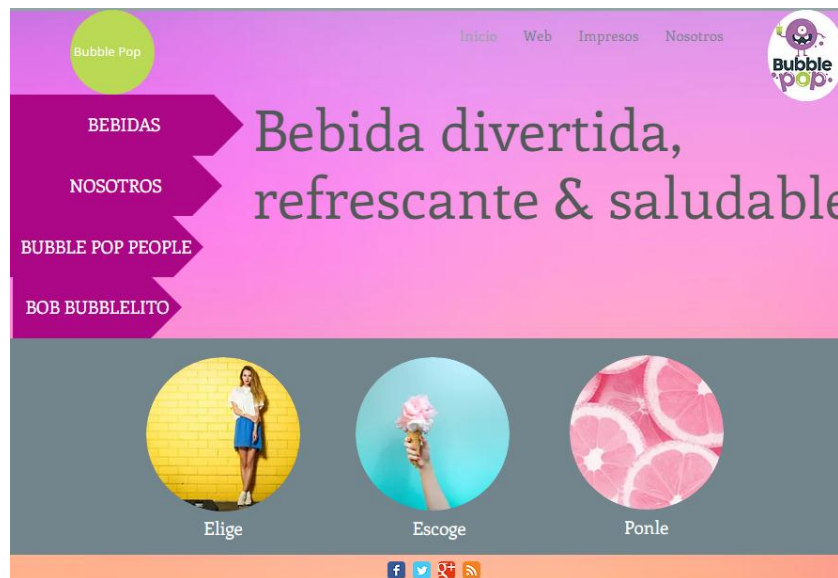 Bubble Pop
Inicio Web Impresos Nosotros
Bubble
pop
BEBIDAS
NOSOTROS
BUBBLE POP PEOPLE
BOB BUBBLELITO
Bebida divertida,
refrescante & saludable
Elige
Escoge
Ponle
f
g+